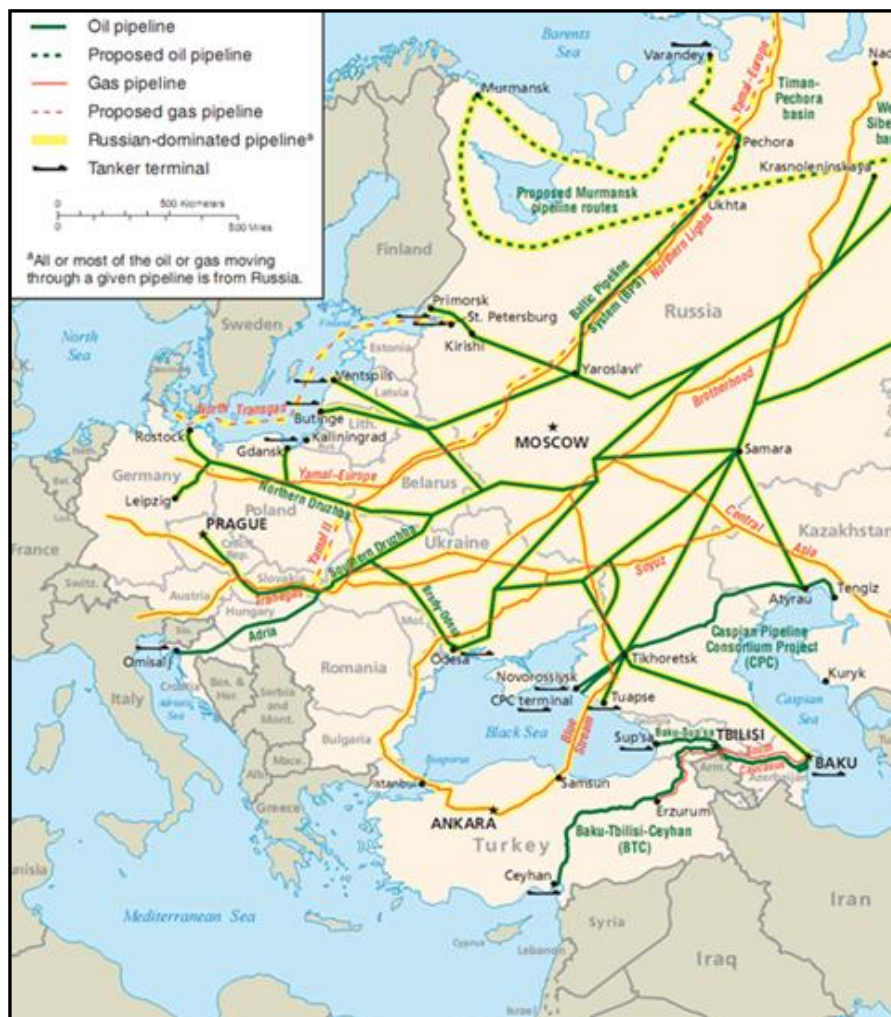 Oil pipeline
Proposed oil pipeline
Gas pipeline
Proposed gas pipeline
Russian-dominated pipelineª
Tanker terminal
0 500 Kilometers
0 500 Miles
ªAll or most of the oil or gas moving
through a given pipeline is from Russia.
Barents
Sea
Varandey
Murmansk
Yamal-Europe
Timan-
Pechora
basin
Pechora
Krasnoleninskaya
Proposed Murmansk
pipeline routes
Ukhta
Northern Lights
Baltic Pipeline
System (BPS)
Finland
Russia
Primorsk
St. Petersburg
Kirishi
Sweden
North
Sea
Estonia
Yaroslavl'
Brotherhood
Ventspils
Latvia
North Transgas
Butinge
Lith.
Kaliningrad
MOSCOW
Rostock
Gdansk
Samara
Germany
Yamal-Europe
Belarus
Leipzig
Northern Druzhba
Poland
PRAGUE
Czech
Rep.
Yamal II
Southern Druzhba
Ukraine
Central
Asia
Kazakhstan
Soyuz
France
Switz.
Slovakia
Austria
Transgas
Hungary
Brody-Odesa
Mol.
Atyrau
Tengiz
Adria
Slo.
Omisalj
Odesa
Caspian Pipeline
Consortium Project
(CPC)
Tikhoretsk
Romania
Croatia
Bos. &
Her.
Serbia
and
Mont.
Italy
Adriatic
Sea
Novorossiysk
CPC terminal
Tuapse
Kuryk
Caspian
Sea
Black Sea
Blue
Stream
Bulgaria
Sup'sa
Baku-Sup'sa
TBILISI
BAKU
Arm.
Azerbaijan
Mace.
Alb.
Bosporus
Istanbul
Samsun
Greece
ANKARA
Erzurum
Turkey
Baku-Tbilisi-Ceyhan
(BTC)
Ceyhan
Mediterranean Sea
Cyprus
Syria
Lebanon
Israel
Iraq
Iran